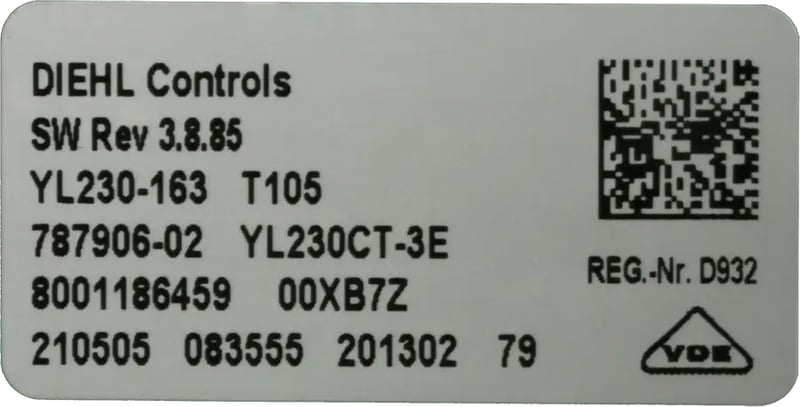 DIEHL Controls
SW Rev 3.8.85
YL230-163 T105
787906-02 YL230CT-3E
8001186459 00XB7Z
210505 083555 201302 79
REG.-Nr. D932
VDE